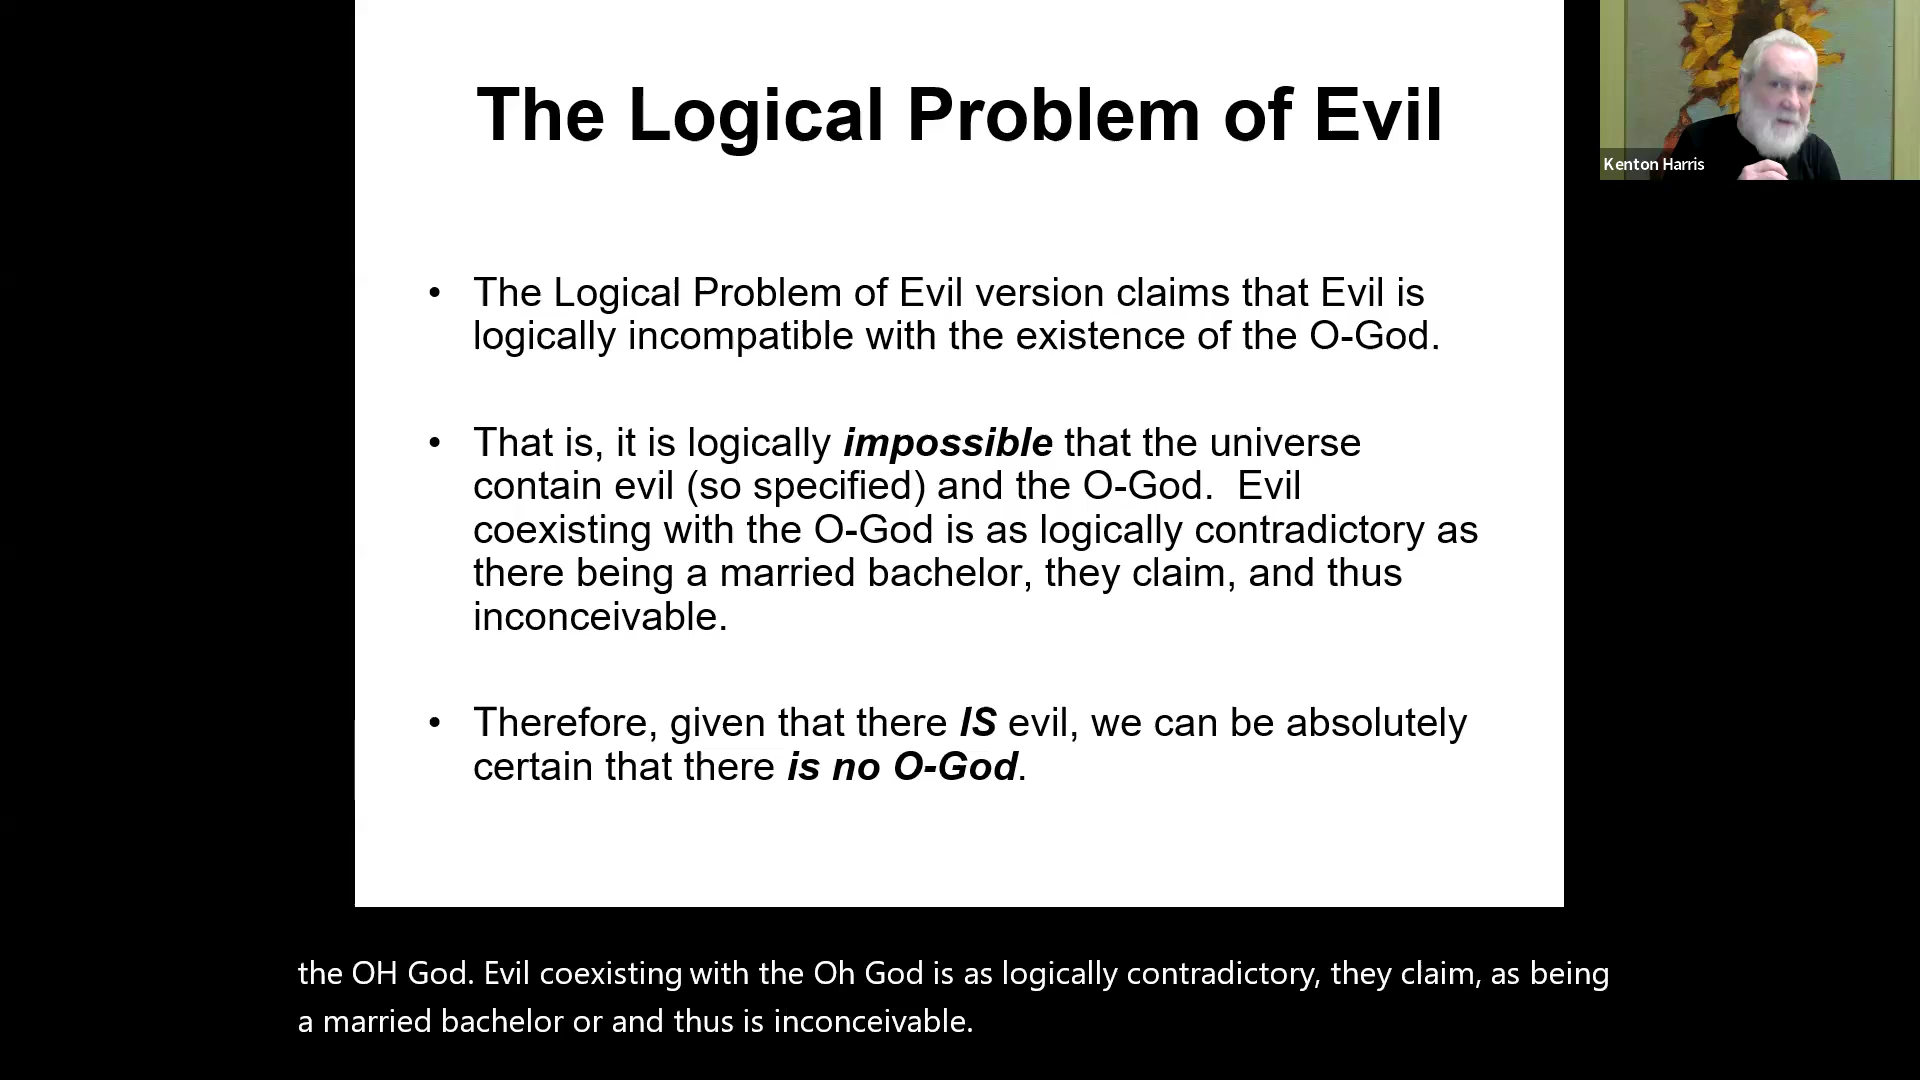 The Logical Problem of Evil
Kenton Harris
• The Logical Problem of Evil version claims that Evil is
logically incompatible with the existence of the O-God.
• That is, it is logically impossible that the universe
contain evil (so specified) and the O-God.  Evil
coexisting with the O-God is as logically contradictory as
there being a married bachelor, they claim, and thus
inconceivable.
• Therefore, given that there IS evil, we can be absolutely
certain that there is no O-God.
the OH God. Evil coexisting with the Oh God is as logically contradictory, they claim, as being
a married bachelor or and thus is inconceivable.